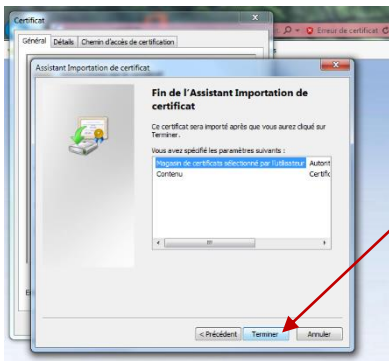 Certificat
Erreur de certificat
Général Détails Chemin d'accès de certification
Assistant Importation de certificat
Fin de l'Assistant Importation de
certificat
Ce certificat sera importé après que vous aurez cliqué sur
Terminer.
Vous avez spécifié les paramètres suivants :
Magasin de certificats sélectionné par l'utilisateur Autorit
Contenu Certific
< Précédent Terminer Annuler